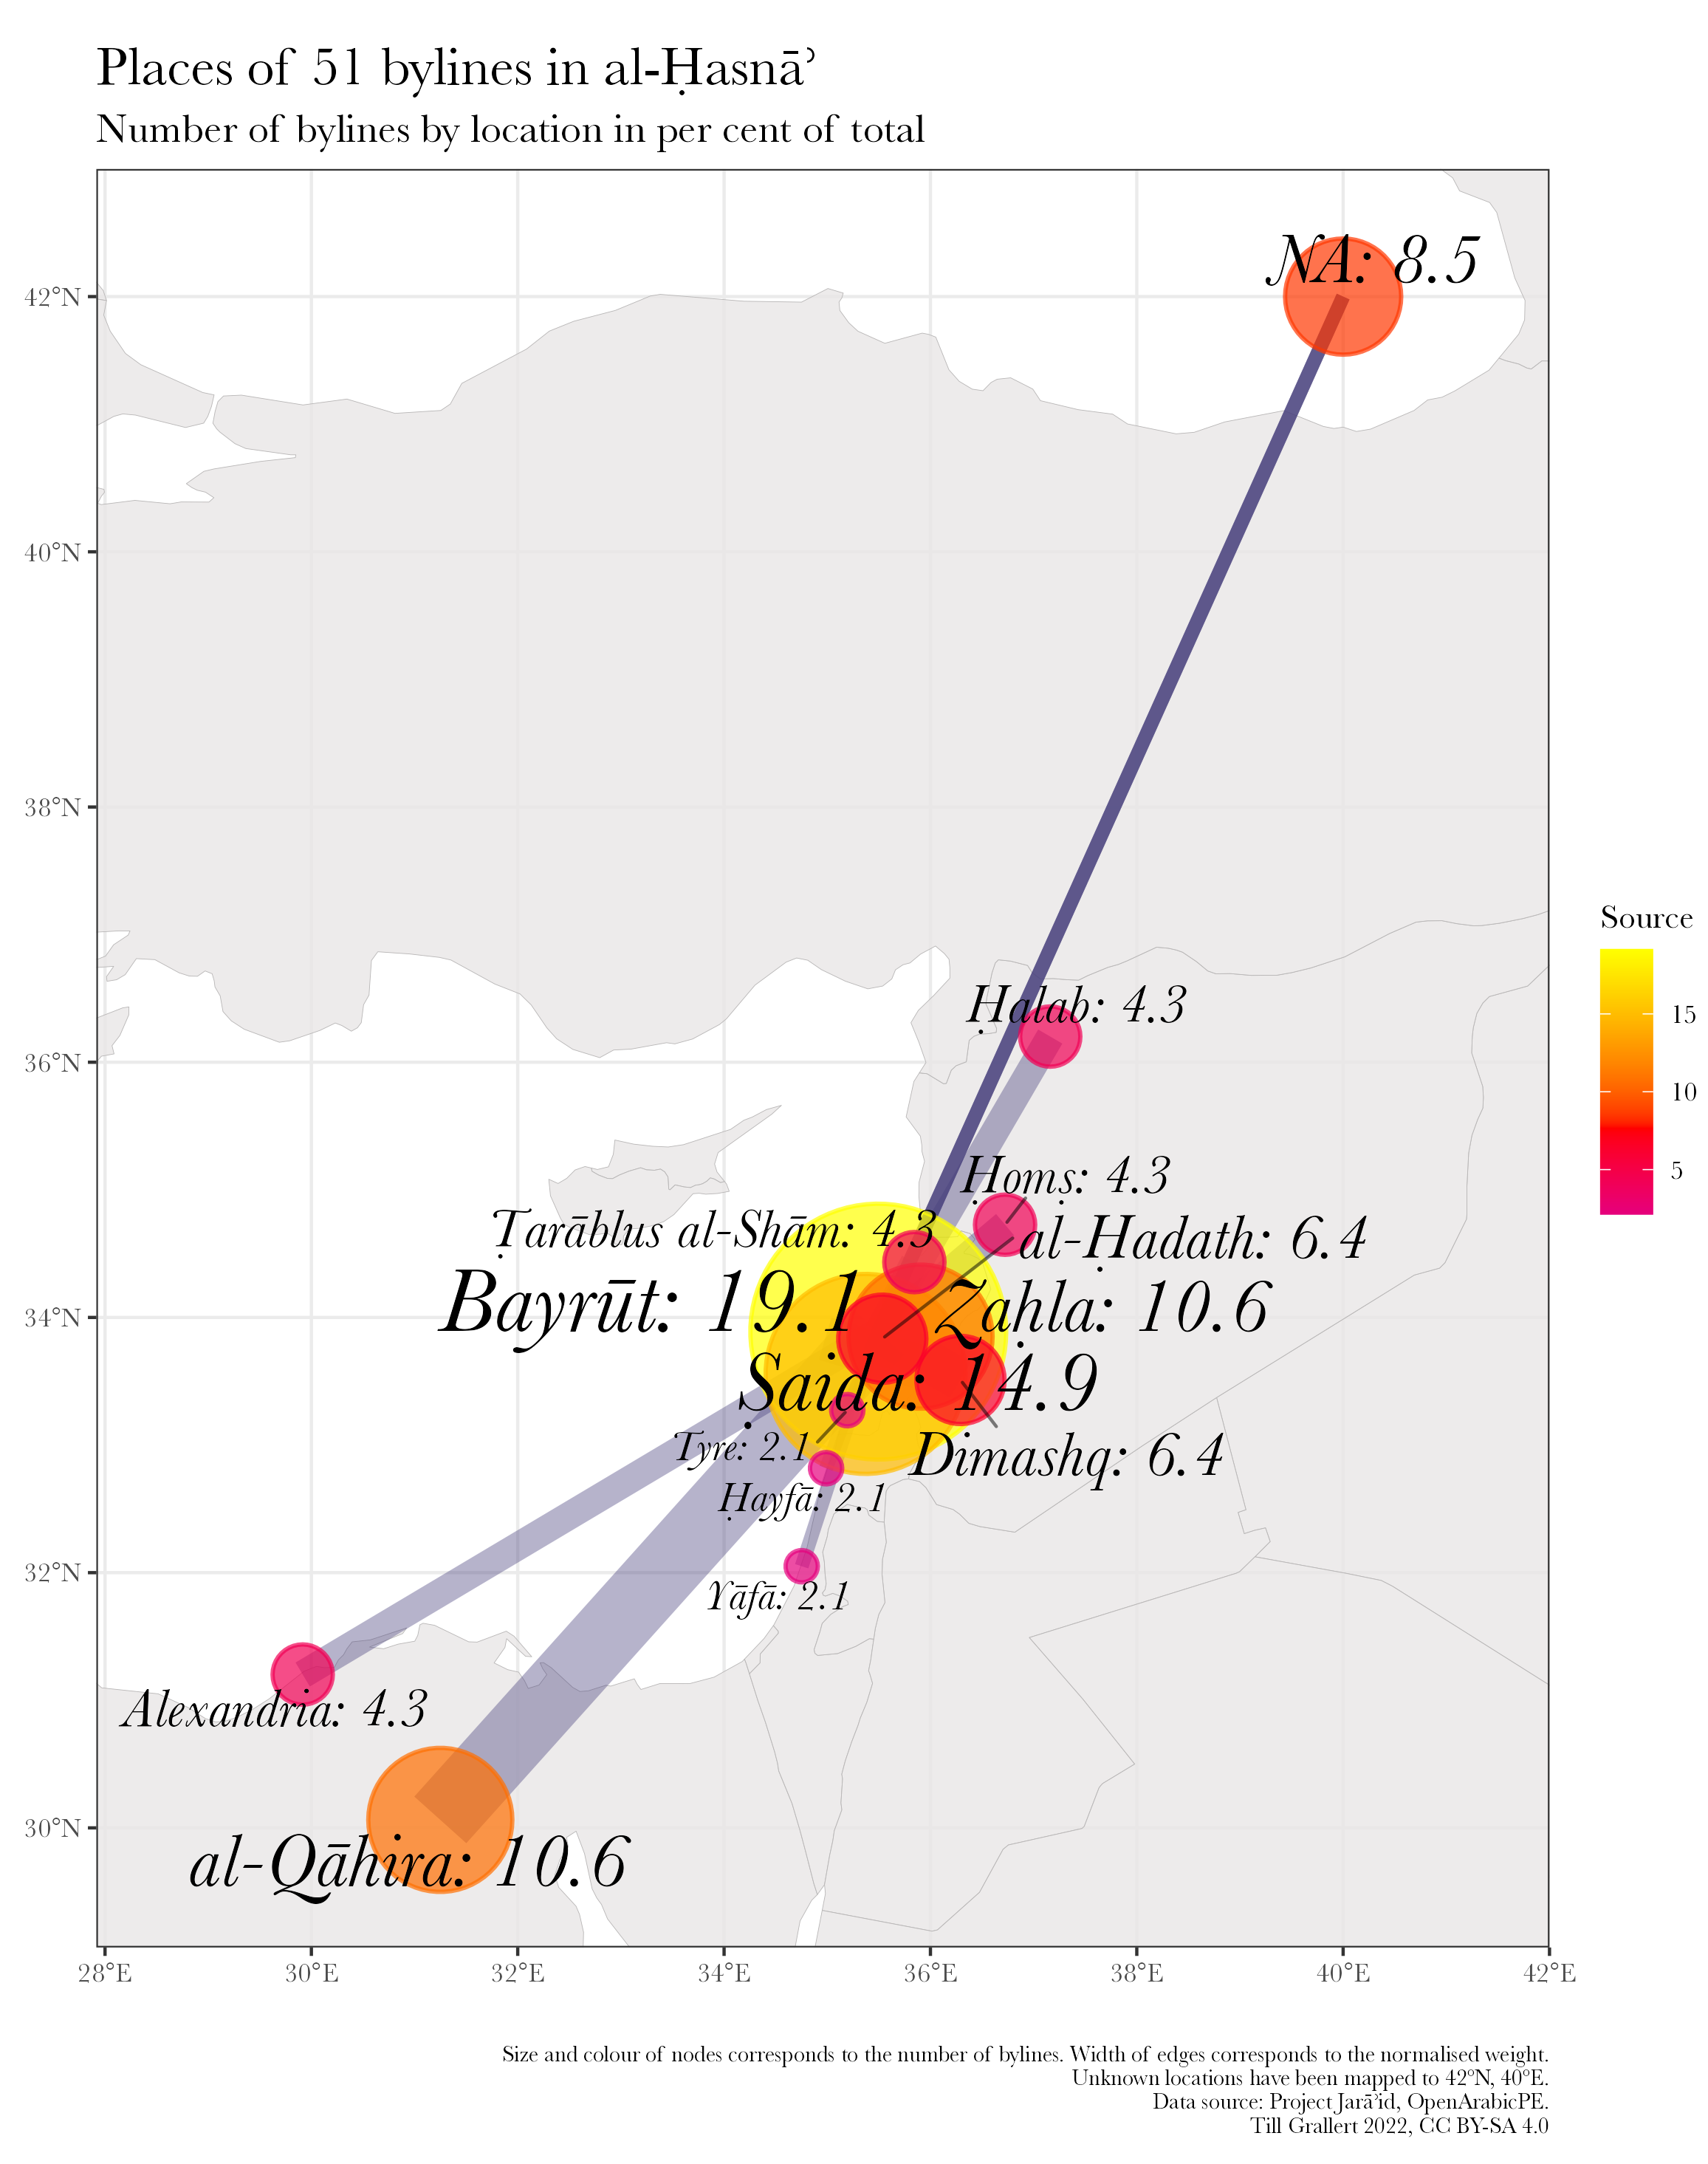 Places of 51 bylines in al-Ḥasnāʾ
Number of bylines by location in per cent of total
NA: 8.5
42°N
40°N
38°N
36°N
34°N
32°N
30°N
Source
15
10
5
Ḥalab: 4.3
Ḥomṣ: 4.3
Ṭarāblus al-Shām: 4.3
al-Ḥadath: 6.4
Bayrūt: 19.1
Zaḥla: 10.6
Ṣaida: 14.9
Tyre: 2.1
Dimashq: 6.4
Ḥayfā: 2.1
Yāfā: 2.1
Alexandria: 4.3
al-Qāhira: 10.6
28°E
30°E
32°E
34°E
36°E
38°E
40°E
42°E
Size and colour of nodes corresponds to the number of bylines. Width of edges corresponds to the normalised weight.
Unknown locations have been mapped to 42°N, 40°E.
Data source: Project Jarāʾid, OpenArabicPE.
Till Grallert 2022, CC BY-SA 4.0